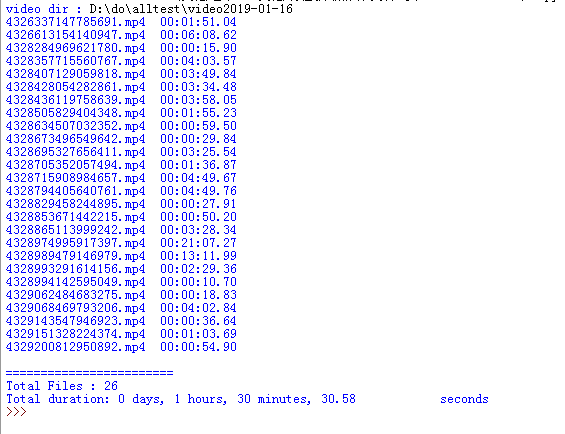 video dir : D:\do\alltest\video2019-01-16
4326337147785691.mp4  00:01:51.04
4326613154140947.mp4  00:06:08.62
4328284969621780.mp4  00:00:15.90
4328357715560767.mp4  00:04:03.57
4328407129059818.mp4  00:03:49.84
4328428054282861.mp4  00:03:34.48
4328436119758639.mp4  00:03:58.05
4328505829404348.mp4  00:01:55.23
4328634507032352.mp4  00:00:59.50
4328673496549642.mp4  00:00:29.84
4328695327656411.mp4  00:03:25.54
4328705352057494.mp4  00:01:36.87
4328715908984657.mp4  00:04:49.67
4328794405640761.mp4  00:04:49.76
4328829458244895.mp4  00:00:27.91
4328853671442215.mp4  00:00:50.20
4328865113999242.mp4  00:03:28.34
4328974995917397.mp4  00:21:07.27
4328989479146979.mp4  00:13:11.99
4328993291614156.mp4  00:02:29.36
4328994142595049.mp4  00:00:10.70
4329062484683275.mp4  00:00:18.83
4329068469793206.mp4  00:04:02.84
4329143547946923.mp4  00:00:36.64
4329151328224374.mp4  00:01:03.69
4329200812950892.mp4  00:00:54.90
========================
Total Files : 26
Total duration: 0 days, 1 hours, 30 minutes, 30.58            seconds
>>>